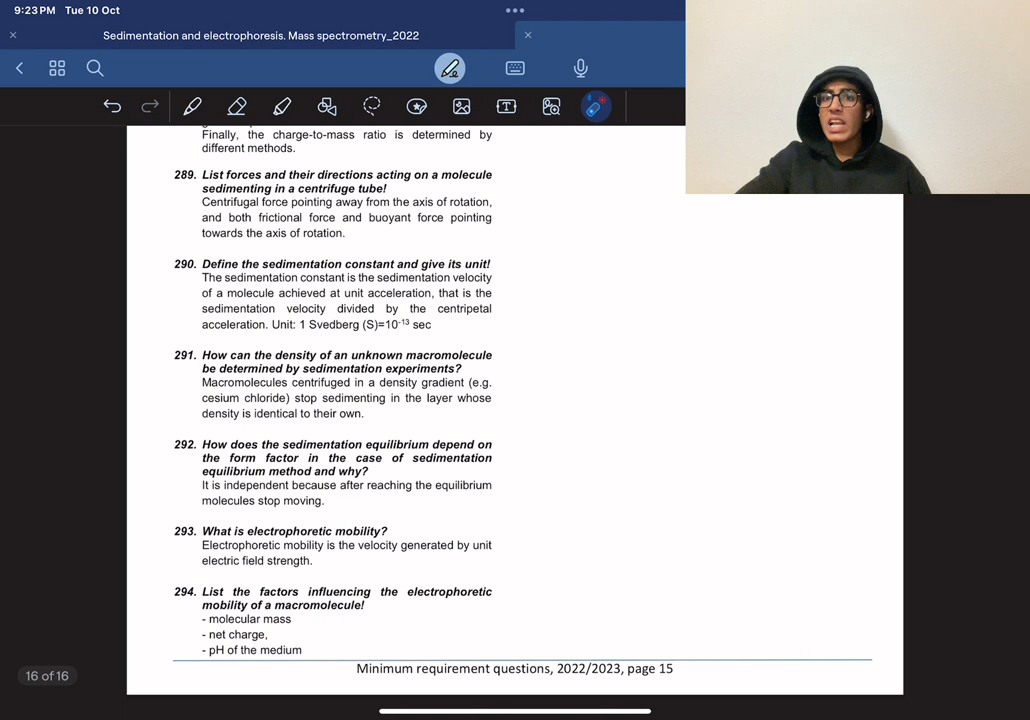 9:23 PM Tue 10 Oct
Sedimentation and electrophoresis. Mass spectrometry_2022
Finally, the charge-to-mass ratio is determined by
different methods.
289. List forces and their directions acting on a molecule
sedimenting in a centrifuge tube!
Centrifugal force pointing away from the axis of rotation,
and both frictional force and buoyant force pointing
towards the axis of rotation.
290. Define the sedimentation constant and give its unit!
The sedimentation constant is the sedimentation velocity
of a molecule achieved at unit acceleration, that is the
sedimentation velocity divided by the centripetal
acceleration. Unit: 1 Svedberg (S)=10⁻¹³ sec
291. How can the density of an unknown macromolecule
be determined by sedimentation experiments?
Macromolecules centrifuged in a density gradient (e.g.
cesium chloride) stop sedimenting in the layer whose
density is identical to their own.
292. How does the sedimentation equilibrium depend on
the form factor in the case of sedimentation
equilibrium method and why?
It is independent because after reaching the equilibrium
molecules stop moving.
293. What is electrophoretic mobility?
Electrophoretic mobility is the velocity generated by unit
electric field strength.
294. List the factors influencing the electrophoretic
mobility of a macromolecule!
- molecular mass
- net charge,
- pH of the medium
16 of 16
Minimum requirement questions, 2022/2023, page 15